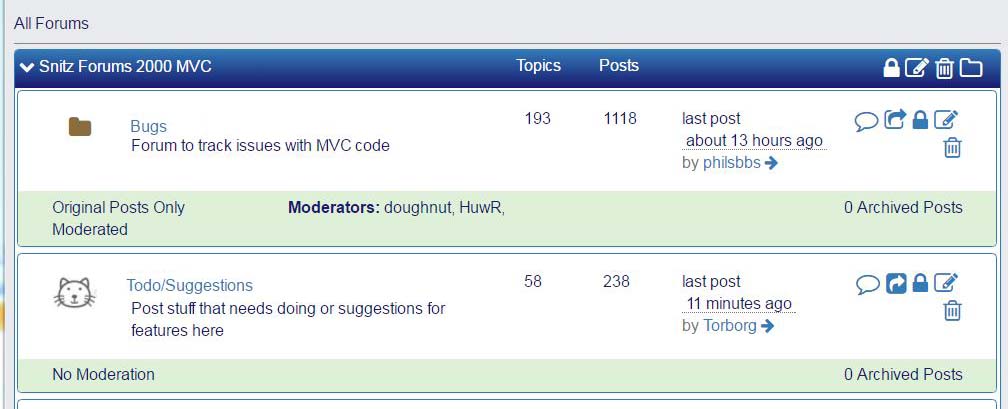 All Forums
Snitz Forums 2000 MVC Topics Posts
Bugs 193 1118 last post
Forum to track issues with MVC code about 13 hours ago
by philsbbs
Original Posts Only Moderators: doughnut, HuwR, 0 Archived Posts
Moderated
Todo/Suggestions 58 238 last post
Post stuff that needs doing or suggestions for 11 minutes ago
features here by Torborg
No Moderation 0 Archived Posts